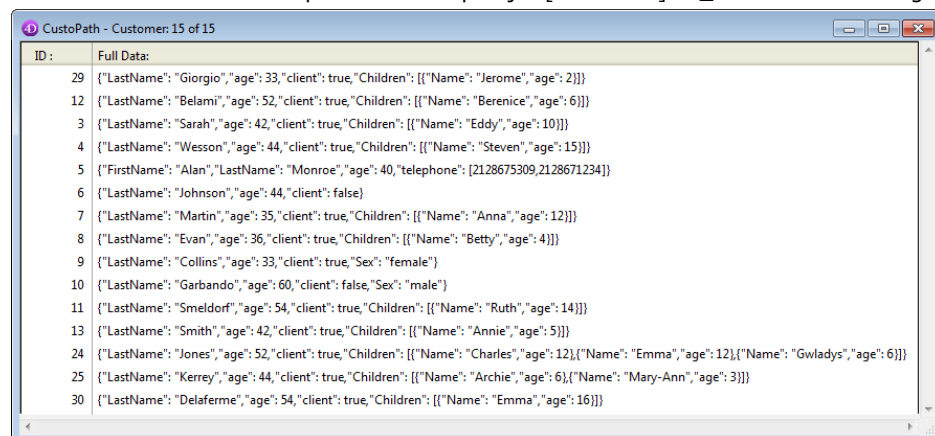 CustoPath - Customer: 15 of 15
ID : Full Data:
29 {"LastName": "Giorgio","age": 33,"client": true,"Children": [{"Name": "Jerome","age": 2}]}
12 {"LastName": "Belami","age": 52,"client": true,"Children": [{"Name": "Berenice","age": 6}]}
3 {"LastName": "Sarah","age": 42,"client": true,"Children": [{"Name": "Eddy","age": 10}]}
4 {"LastName": "Wesson","age": 44,"client": true,"Children": [{"Name": "Steven","age": 15}]}
5 {"FirstName": "Alan","LastName": "Monroe","age": 40,"telephone": [2128675309,2128671234]}
6 {"LastName": "Johnson","age": 44,"client": false}
7 {"LastName": "Martin","age": 35,"client": true,"Children": [{"Name": "Anna","age": 12}]}
8 {"LastName": "Evan","age": 36,"client": true,"Children": [{"Name": "Betty","age": 4}]}
9 {"LastName": "Collins","age": 33,"client": true,"Sex": "female"}
10 {"LastName": "Garbando","age": 60,"client": false,"Sex": "male"}
11 {"LastName": "Smeldorf","age": 54,"client": true,"Children": [{"Name": "Ruth","age": 14}]}
13 {"LastName": "Smith","age": 42,"client": true,"Children": [{"Name": "Annie","age": 5}]}
24 {"LastName": "Jones","age": 52,"client": true,"Children": [{"Name": "Charles","age": 12},{"Name": "Emma","age": 12},{"Name": "Gwladys","age": 6}]}
25 {"LastName": "Kerrey","age": 44,"client": true,"Children": [{"Name": "Archie","age": 6},{"Name": "Mary-Ann","age": 3}]}
30 {"LastName": "Delaferme","age": 54,"client": true,"Children": [{"Name": "Emma","age": 16}]}